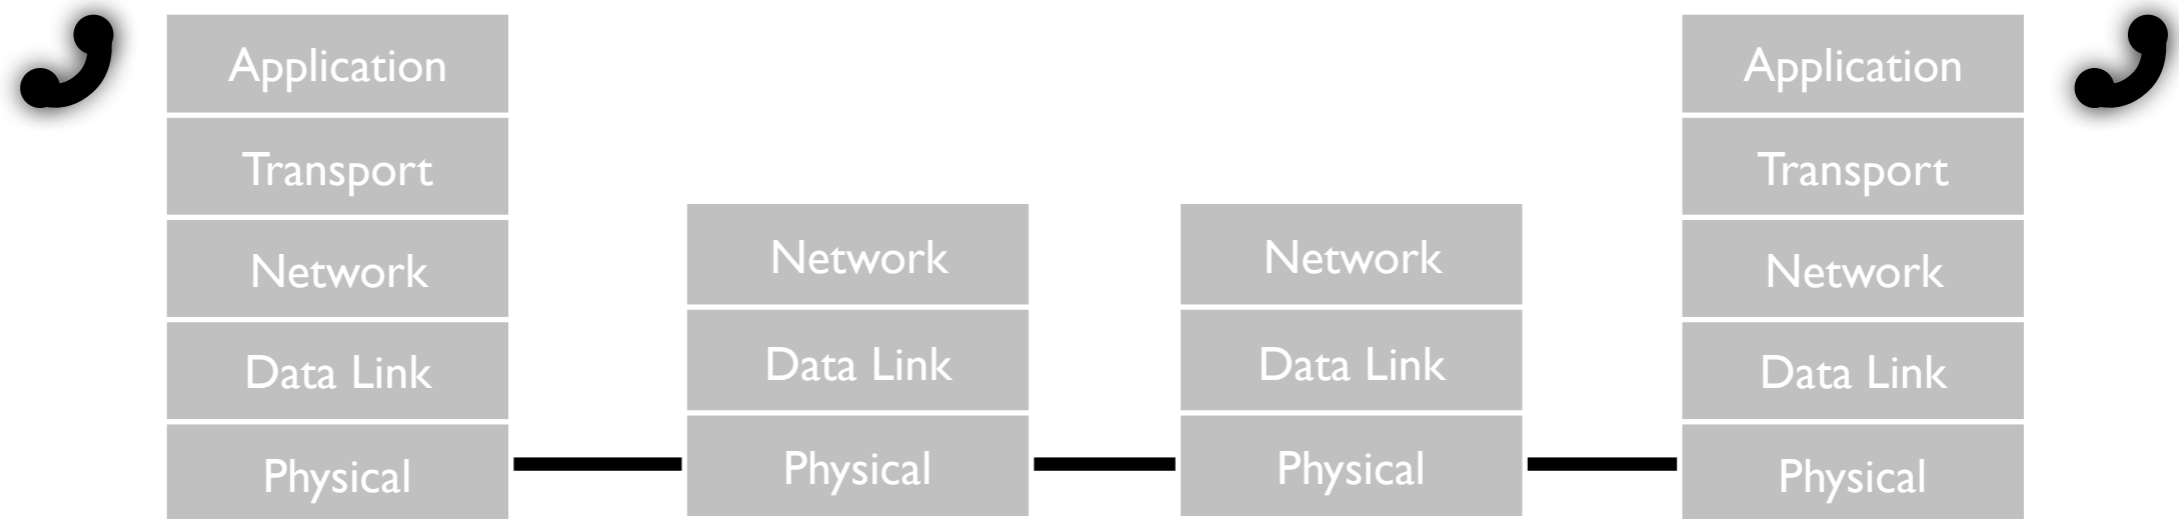 Application
Transport
Network
Data Link
Physical
Network
Data Link
Physical
Network
Data Link
Physical
Application
Transport
Network
Data Link
Physical